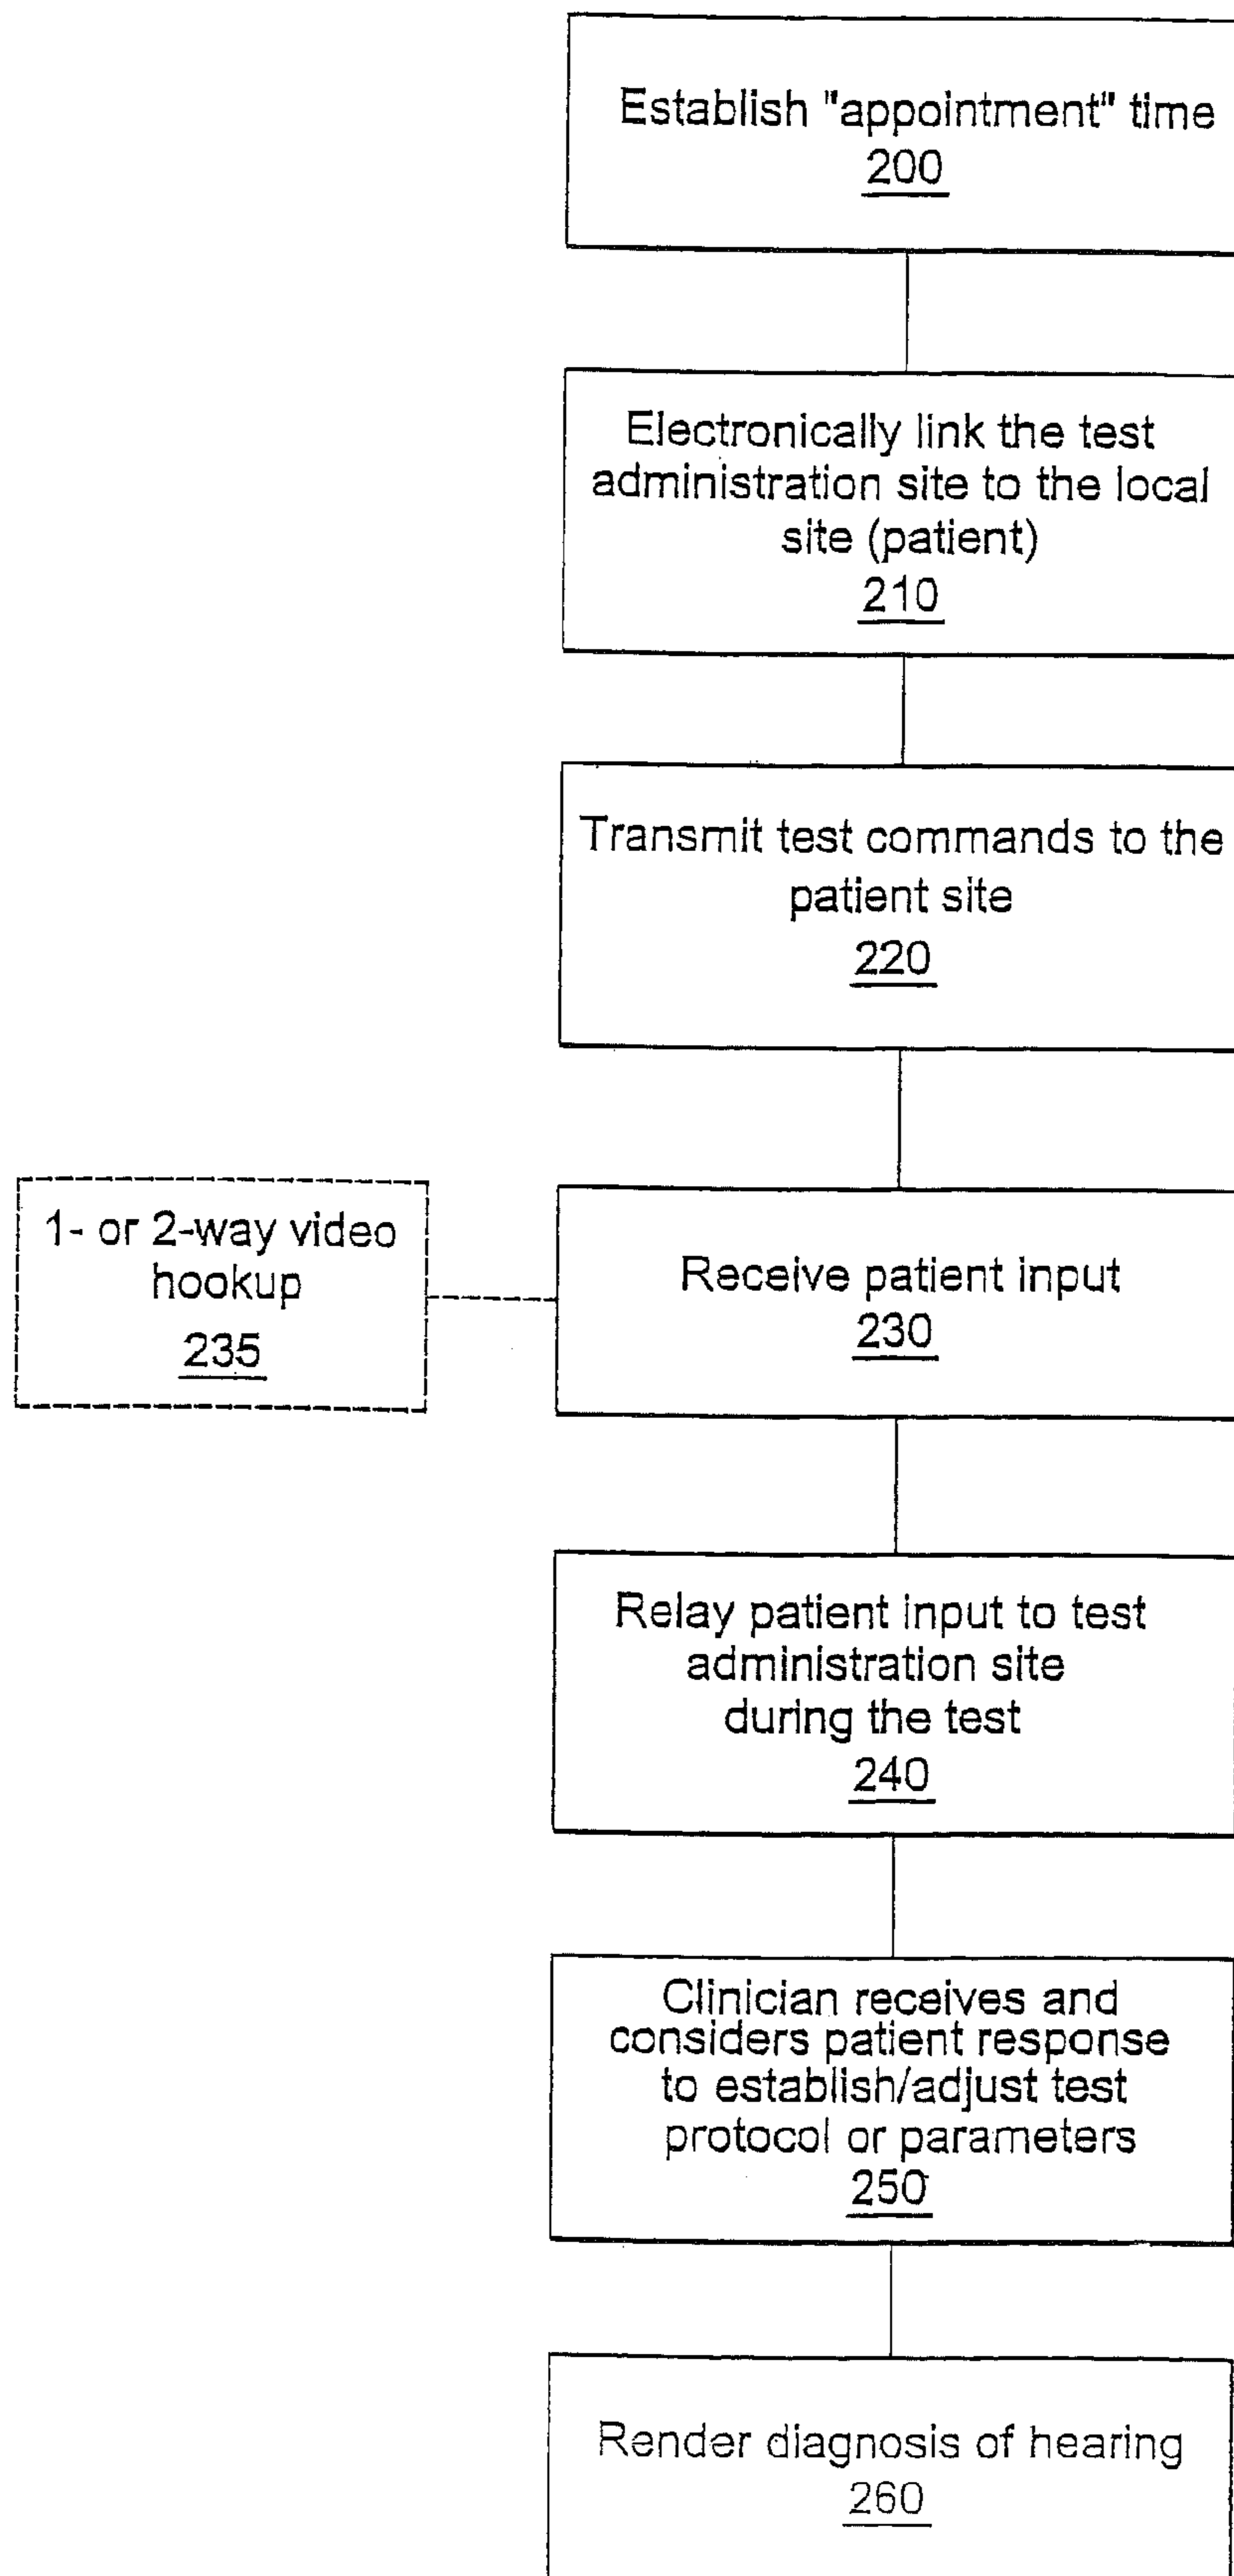 Establish "appointment" time
200
Electronically link the test
administration site to the local
site (patient)
210
Transmit test commands to the
patient site
220
1- or 2-way video
hookup
235
Receive patient input
230
Relay patient input to test
administration site
during the test
240
Clinician receives and
considers patient response
to establish/adjust test
protocol or parameters
250
Render diagnosis of hearing
260